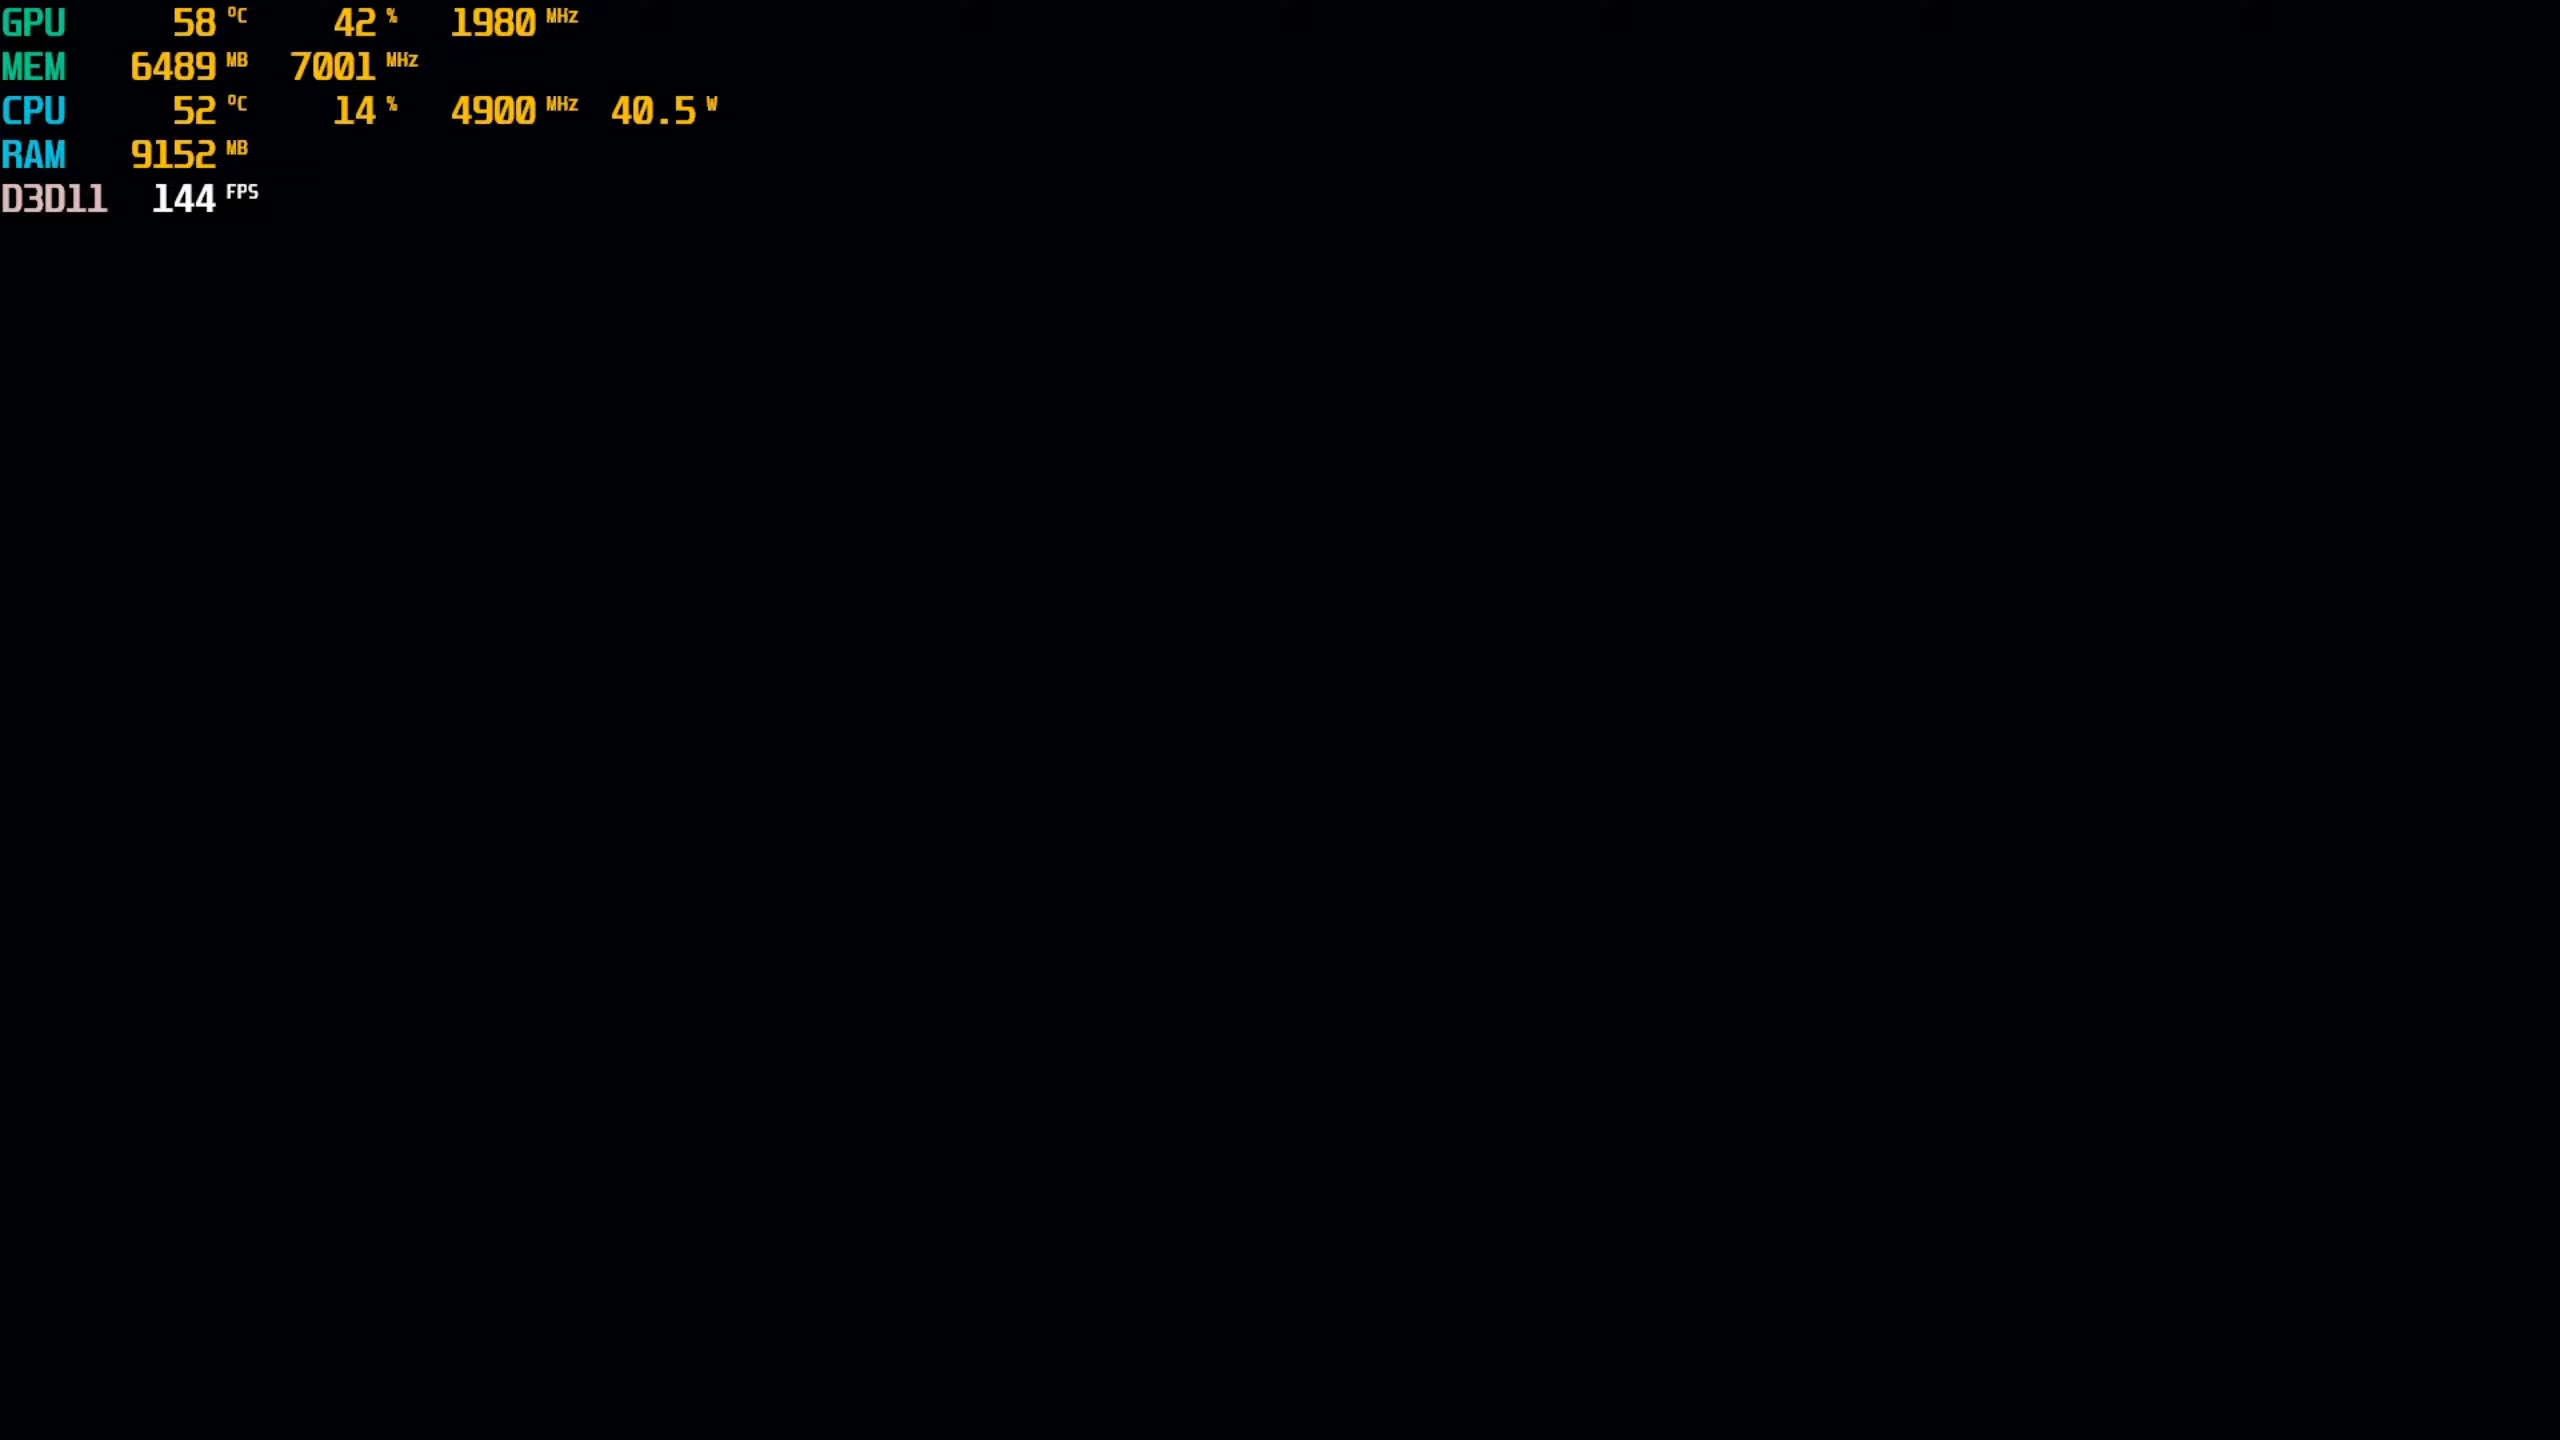 GPU 58 °C 42 % 1980 MHz
MEM 6489 MB 7001 MHz
CPU 52 °C 14 % 4900 MHz 40.5 W
RAM 9152 MB
D3D11 144 FPS